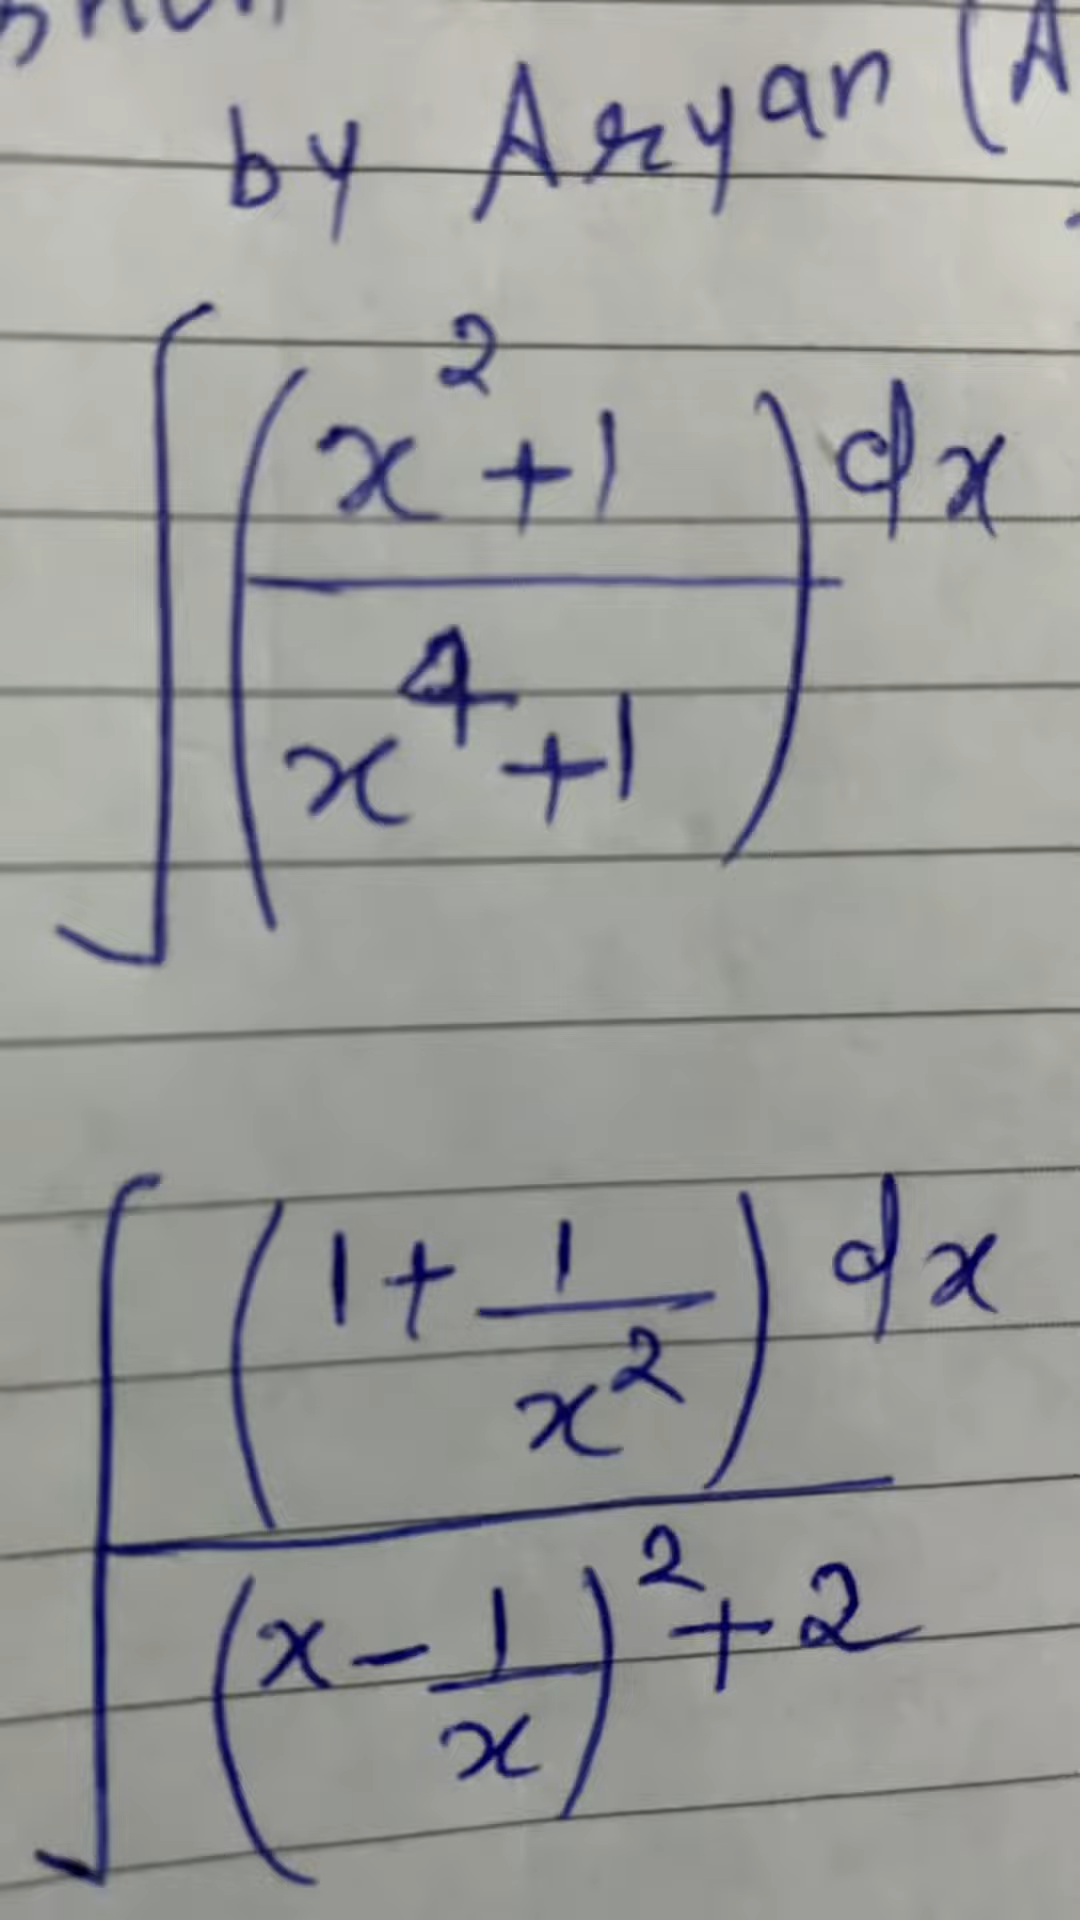 by Aryan (A
∫ ( (x² + 1) / (x⁴ + 1) ) dx
∫ (1 + 1/x²) dx / ( (x - 1/x)² + 2 )